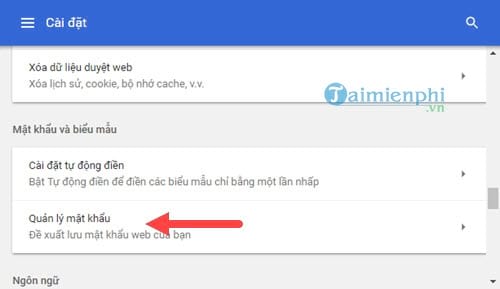 Cài đặt
Xóa dữ liệu duyệt web
Xóa lịch sử, cookie, bộ nhớ cache, v.v.
Taimienphi
.vn
Mật khẩu và biểu mẫu
Cài đặt tự động điền
Bật Tự động điền để điền các biểu mẫu chỉ bằng một lần nhấp
Quản lý mật khẩu
Đề xuất lưu mật khẩu web của bạn
Ngôn ngữ